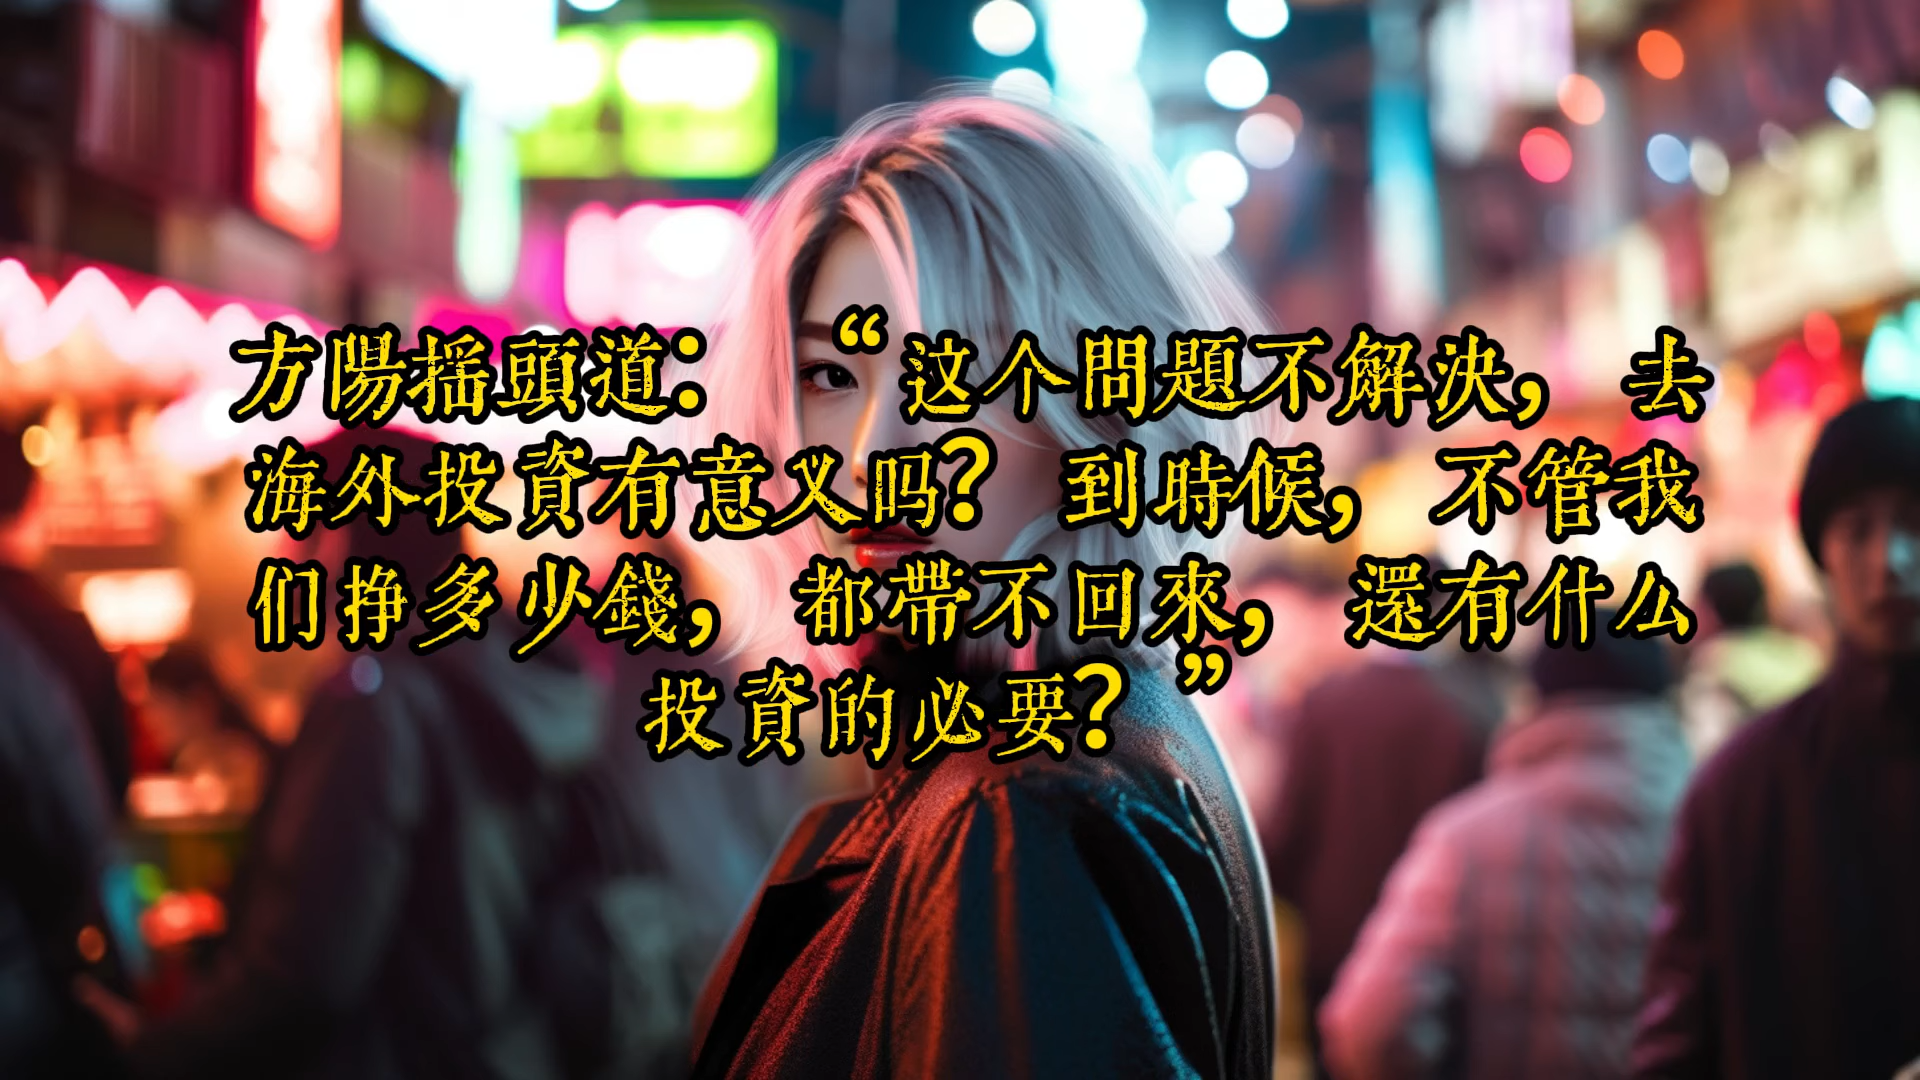 方陽摇頭道：“这个問題不解決，去
海外投資有意义吗？到時候，不管我
们挣多少錢，都帶不回來，還有什么
投資的必要？”